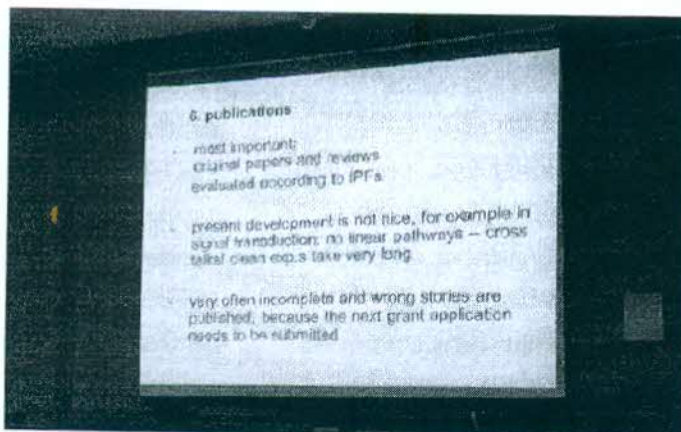 6. publications
- most important:
original papers and reviews
evaluated according to IPFs
- present development is not nice, for example in
signal transduction: no linear pathways – cross
talks! clean exp.s take very long
- very often incomplete and wrong stories are
published, because the next grant application
needs to be submitted